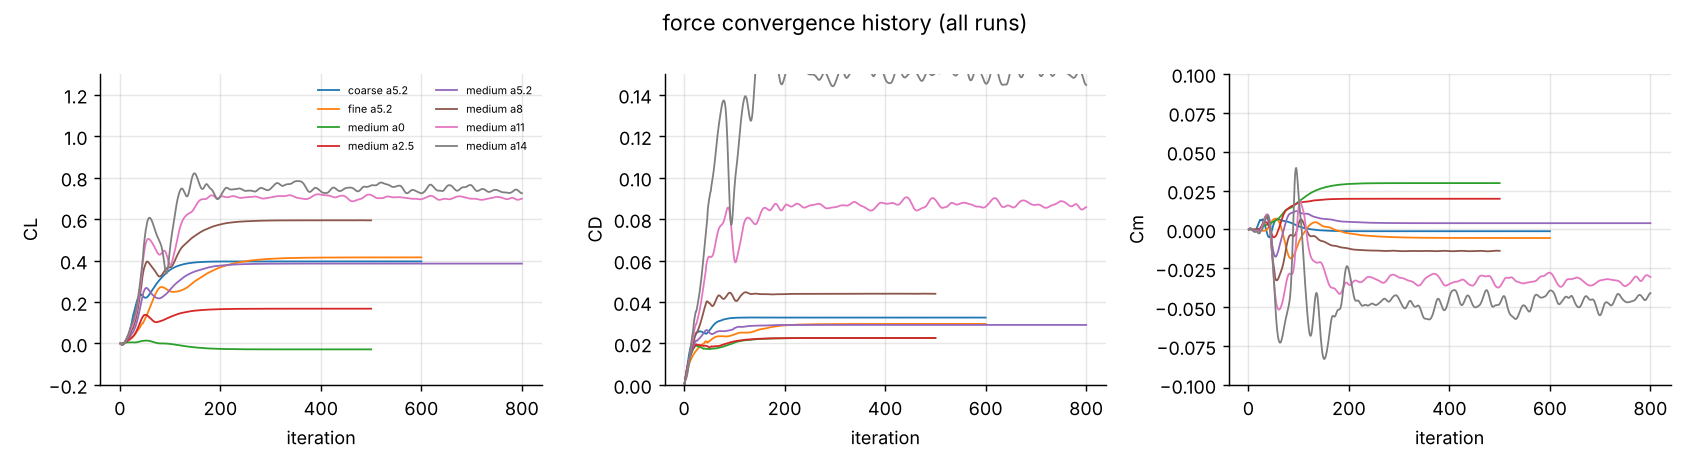 force convergence history (all runs)
CL
1.2
1.0
0.8
0.6
0.4
0.2
0.0
−0.2
coarse a5.2
fine a5.2
medium a0
medium a2.5
medium a5.2
medium a8
medium a11
medium a14
0 200 400 600 800
iteration
CD
0.14
0.12
0.10
0.08
0.06
0.04
0.02
0.00
0 200 400 600 800
iteration
Cm
0.100
0.075
0.050
0.025
0.000
−0.025
−0.050
−0.075
−0.100
0 200 400 600 800
iteration